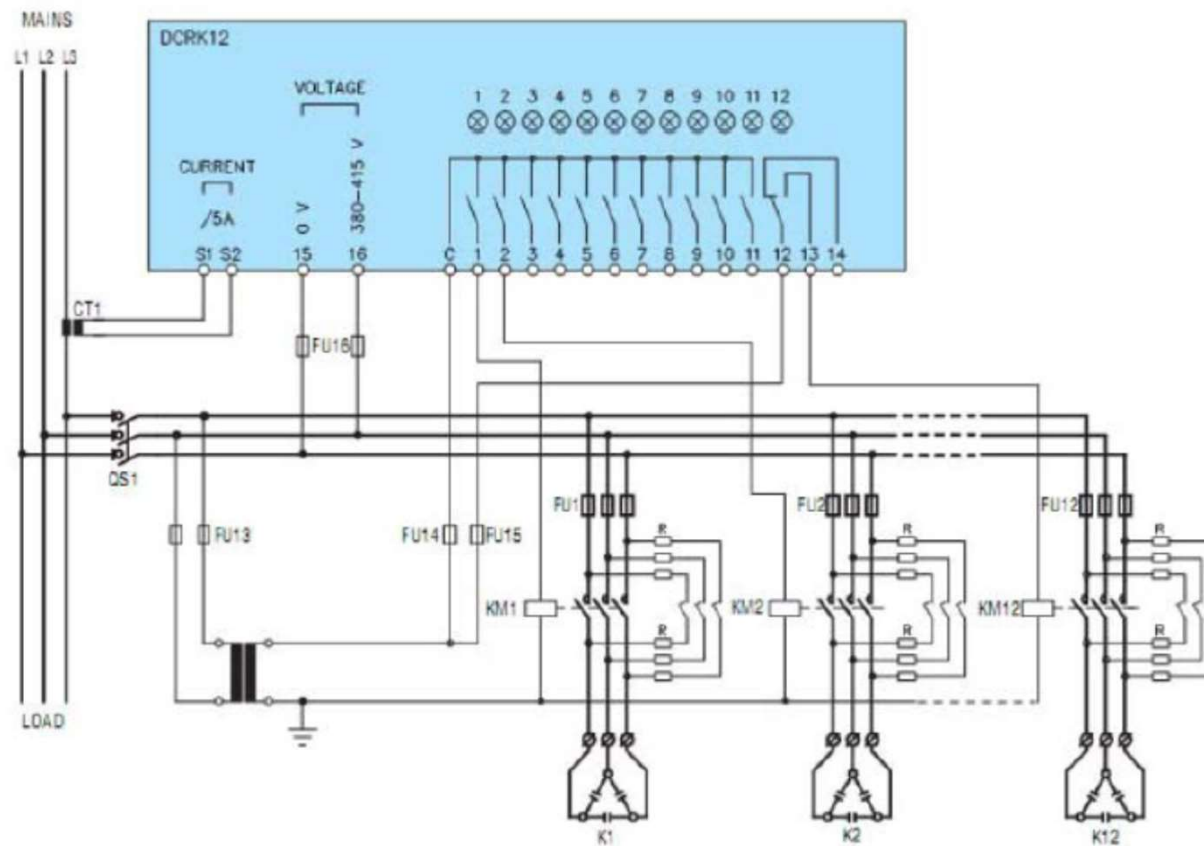 MAINS
L1 L2 L3
DCRK12
VOLTAGE
1 2 3 4 5 6 7 8 9 10 11 12
CURRENT
/5A
0 V
380-415 V
S1 S2 15 16 C 1 2 3 4 5 6 7 8 9 10 11 12 13 14
CT1
FU16
QS1
FU1 FU2 FU12
FU13 FU14 FU15
R R R
KM1 KM2 KM12
R R R
LOAD
K1 K2 K12